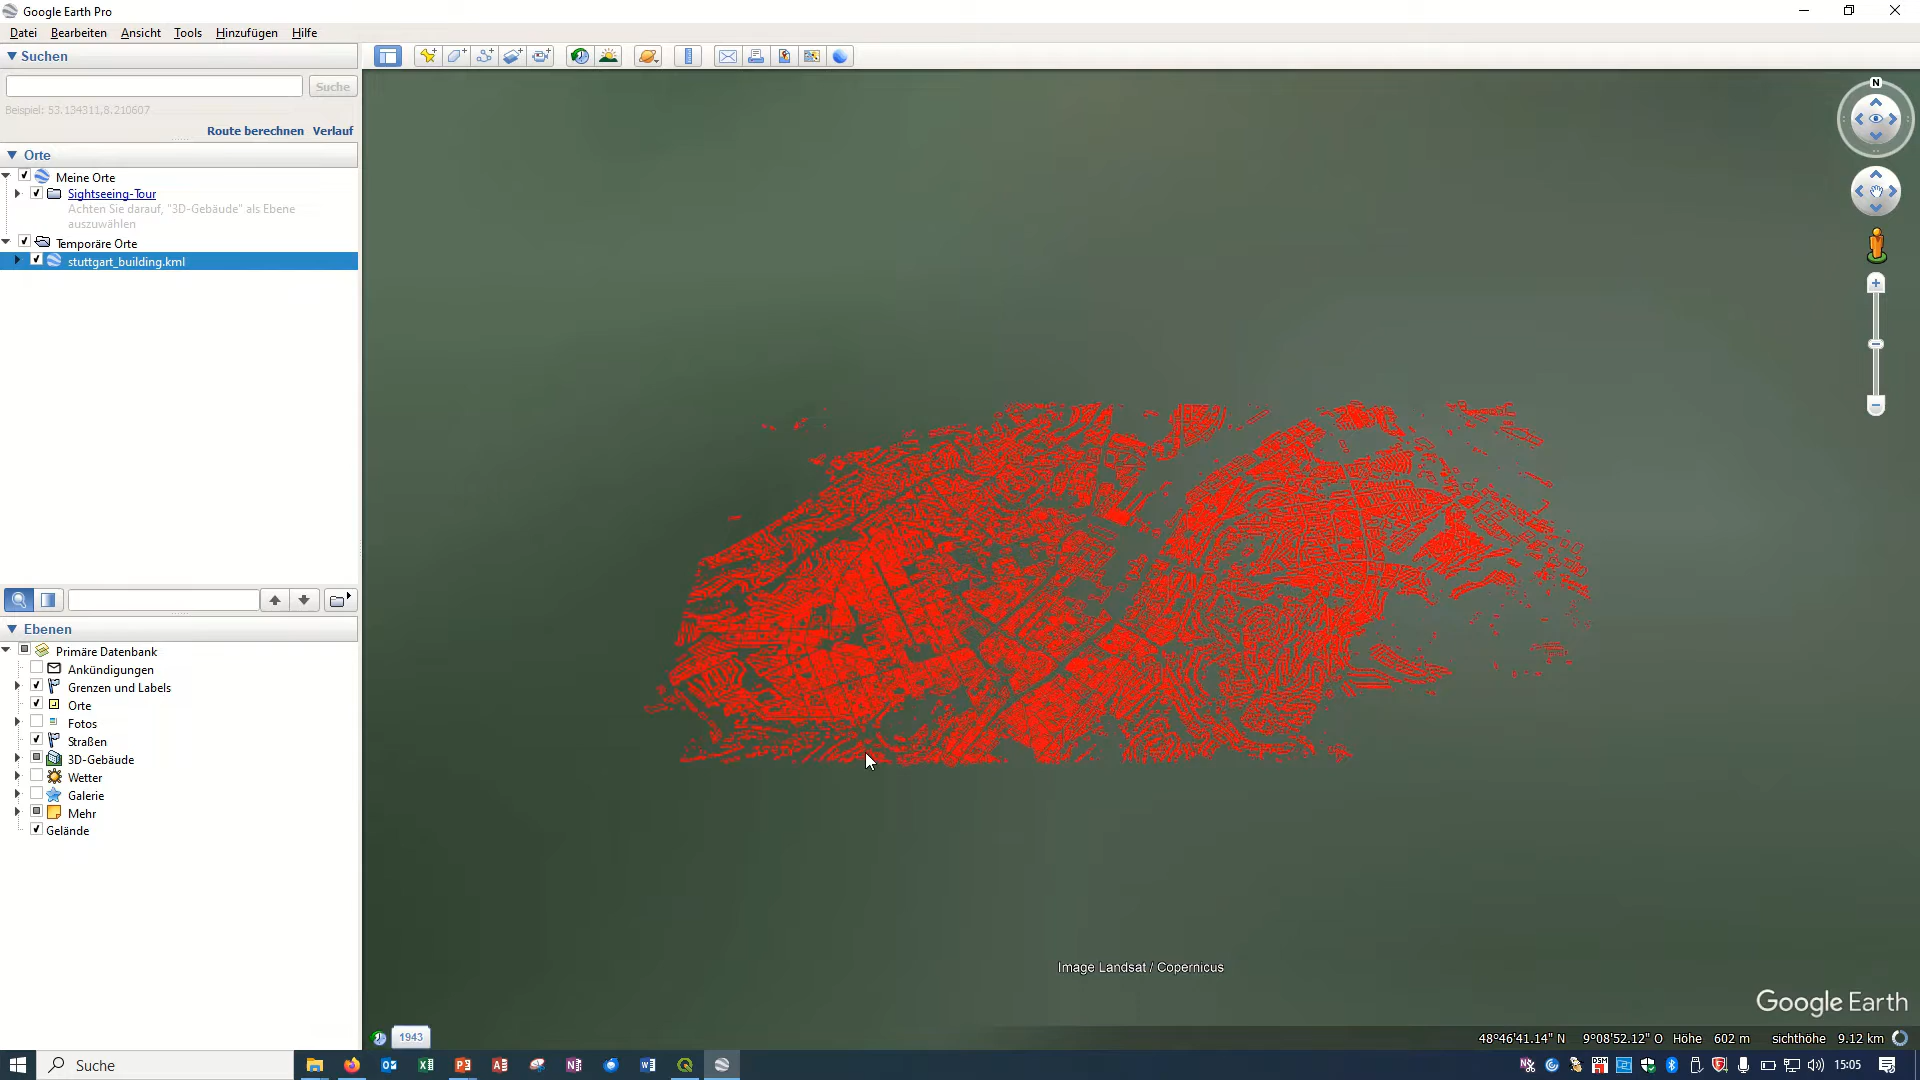 Google Earth Pro
Datei Bearbeiten Ansicht Tools Hinzufügen Hilfe
Suchen
Suche
Beispiel: 53.134311,8.210607
Route berechnen Verlauf
Orte
Meine Orte
Sightseeing-Tour
Achten Sie darauf, "3D-Gebäude" als Ebene
auszuwählen
Temporäre Orte
stuttgart_building.kml
Ebenen
Primäre Datenbank
Ankündigungen
Grenzen und Labels
Orte
Fotos
Straßen
3D-Gebäude
Wetter
Galerie
Mehr
Gelände
N
Image Landsat / Copernicus
Google Earth
1943
48°46'41.14" N 9°08'52.12" O Höhe 602 m sichthöhe 9.12 km
Suche
15:05